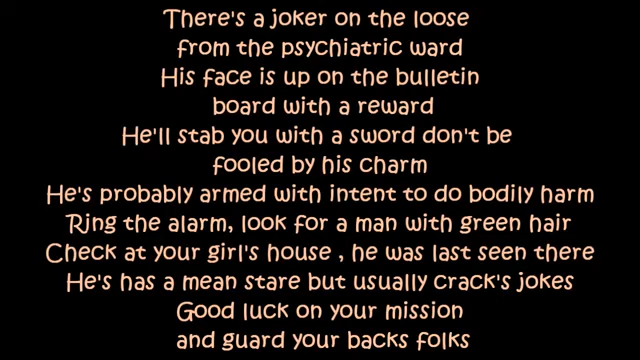 There's a joker on the loose
from the psychiatric ward
His face is up on the bulletin
board with a reward
He'll stab you with a sword don't be
fooled by his charm
He's probably armed with intent to do bodily harm
Ring the alarm, look for a man with green hair
Check at your girl's house , he was last seen there
He's has a mean stare but usually crack's jokes
Good luck on your mission
and guard your backs folks